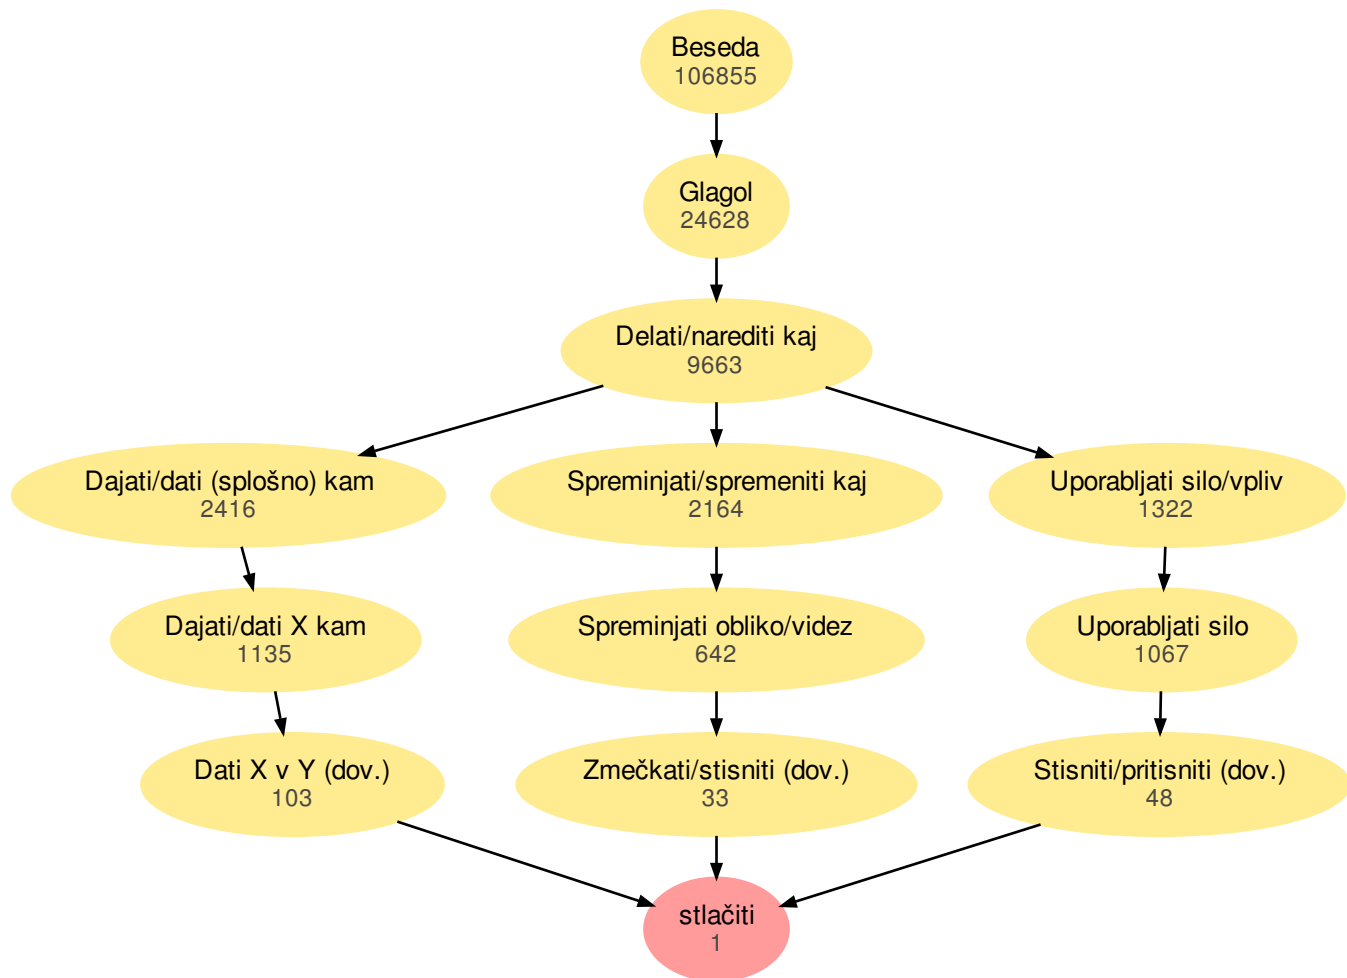 Beseda
106855
Glagol
24628
Delati/narediti kaj
9663
Dajati/dati (splošno) kam
2416
Spreminjati/spremeniti kaj
2164
Uporabljati silo/vpliv
1322
Dajati/dati X kam
1135
Spreminjati obliko/videz
642
Uporabljati silo
1067
Dati X v Y (dov.)
103
Zmečkati/stisniti (dov.)
33
Stisniti/pritisniti (dov.)
48
stlačiti
1